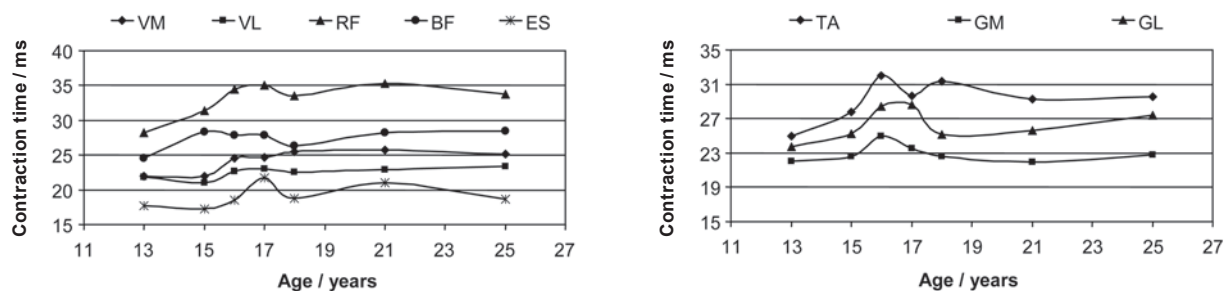 VM VL RF BF ES
40
35
30
25
20
15
Contraction time / ms
11 13 15 17 19 21 23 25 27
Age / years
TA GM GL
35
31
27
23
19
15
Contraction time / ms
11 13 15 17 19 21 23 25 27
Age / years